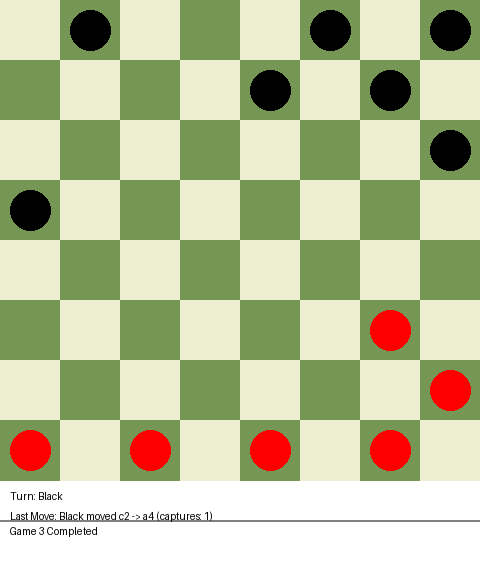 Turn: Black
Last Move: Black moved c2 -> a4 (captures: 1)
Game 3 Completed